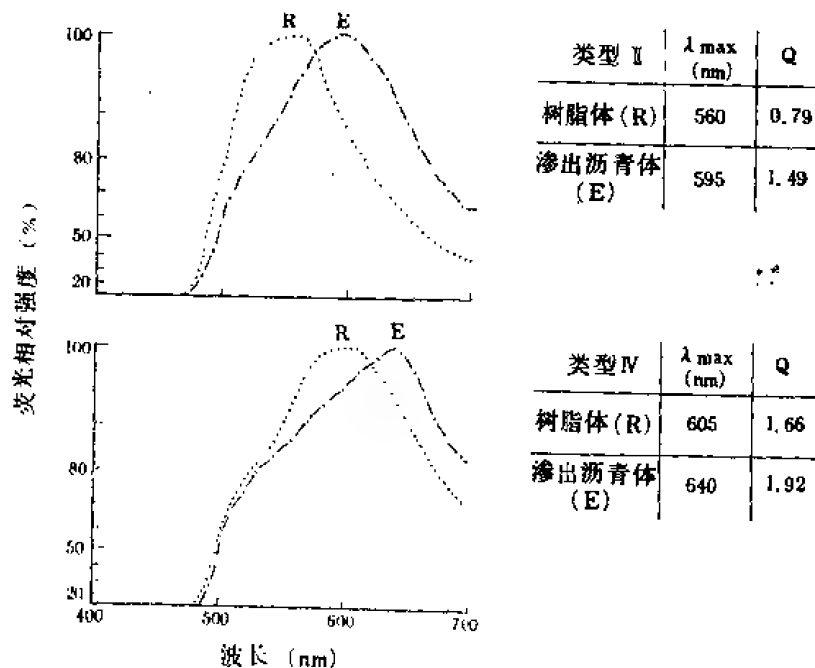 R E
100
80
50
20
荧光相对强度 (%)
类型 Ⅱ λmax (nm) Q
树脂体(R) 560 0.79
渗出沥青体 (E) 595 1.49
R E
100
80
50
20
400 500 600 700
波长 (nm)
类型Ⅳ λmax (nm) Q
树脂体(R) 605 1.66
渗出沥青体 (E) 640 1.92